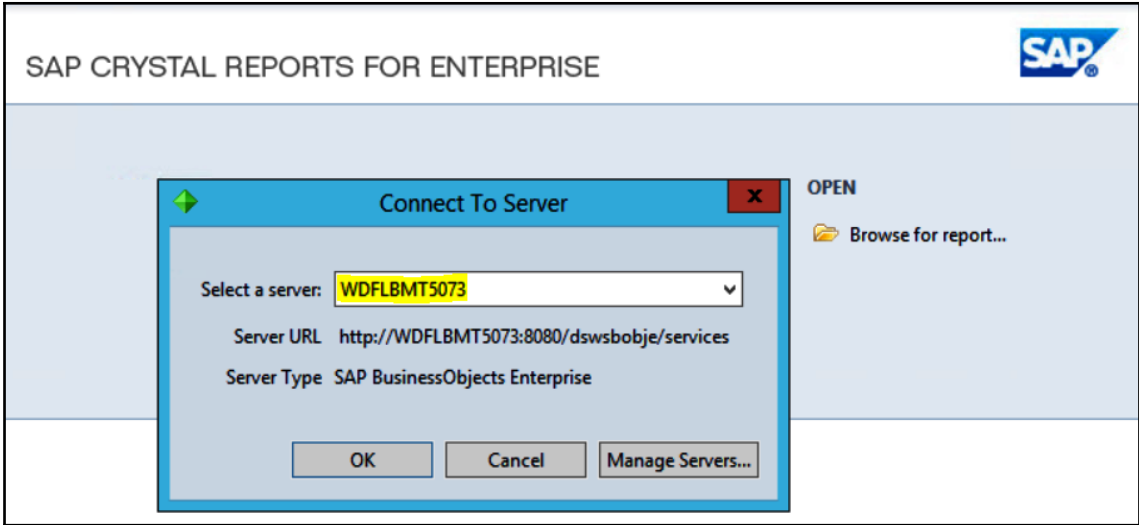 SAP CRYSTAL REPORTS FOR ENTERPRISE
SAP®
Connect To Server
x
OPEN
Browse for report...
Select a server: WDFLBMT5073
Server URL http://WDFLBMT5073:8080/dswsbobje/services
Server Type SAP BusinessObjects Enterprise
OK Cancel Manage Servers...